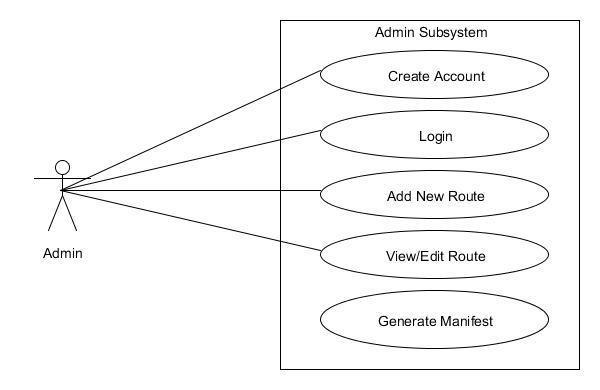 Admin Subsystem
Create Account
Login
Add New Route
View/Edit Route
Generate Manifest
Admin